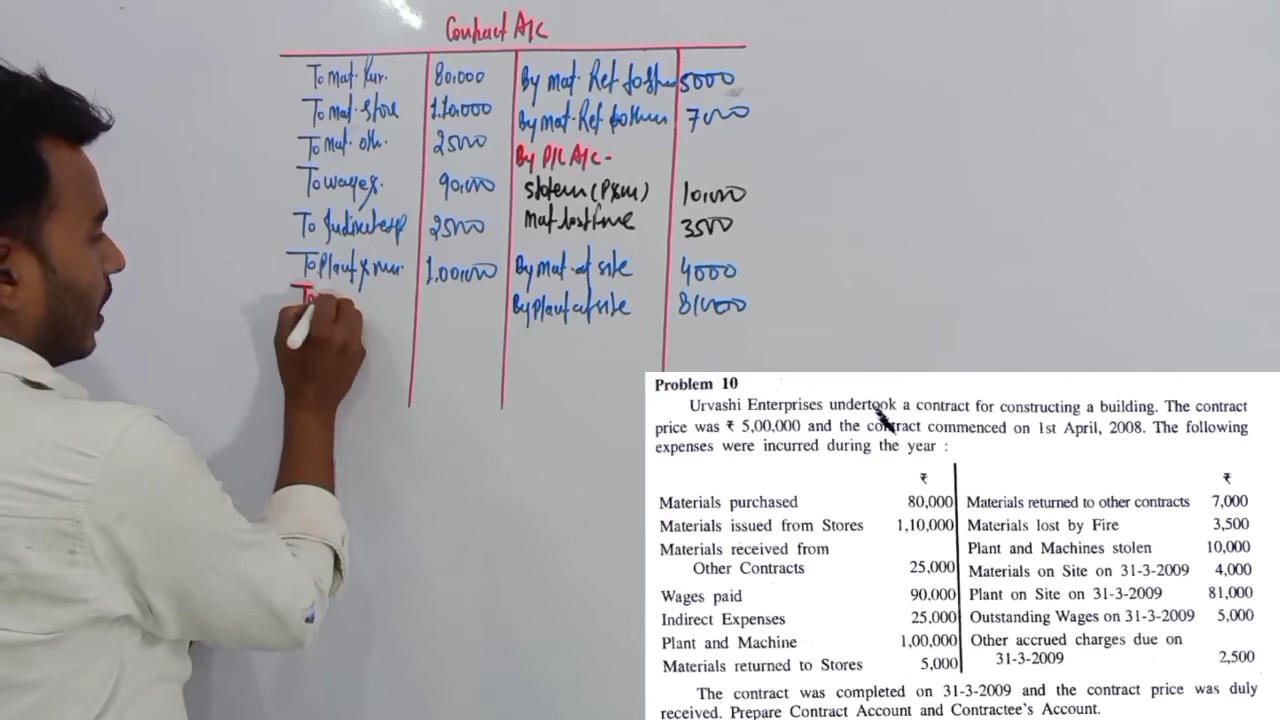 Contract A/C
To Mat. Pur. 80,000 By mat. Ret to Store 5000
To Mat. Store 1,10,000 By mat. Ret to other 7000
To Mat. oth. 25000 By P/L A/C -
To wages. 90,000 Stolen (P&M) 10,000
To Indirect exp 25000 Mat lost fire 3500
To Plant & mac. 1,00,000 By mat. at site 4000
To By Plant at site 81000
Problem 10
Urvashi Enterprises undertook a contract for constructing a building. The contract
price was ₹ 5,00,000 and the contract commenced on 1st April, 2008. The following
expenses were incurred during the year :
₹ ₹
Materials purchased 80,000 Materials returned to other contracts 7,000
Materials issued from Stores 1,10,000 Materials lost by Fire 3,500
Materials received from Plant and Machines stolen 10,000
Other Contracts 25,000 Materials on Site on 31-3-2009 4,000
Wages paid 90,000 Plant on Site on 31-3-2009 81,000
Indirect Expenses 25,000 Outstanding Wages on 31-3-2009 5,000
Plant and Machine 1,00,000 Other accrued charges due on
Materials returned to Stores 5,000 31-3-2009 2,500
The contract was completed on 31-3-2009 and the contract price was duly
received. Prepare Contract Account and Contractee's Account.